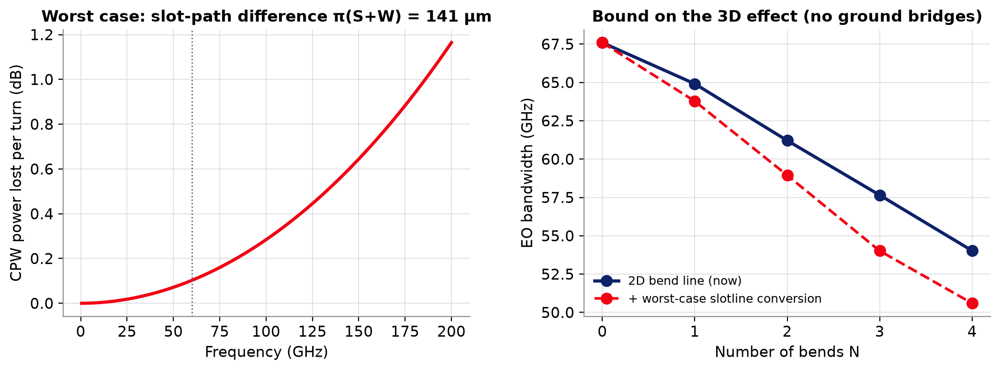 Worst case: slot-path difference π(S+W) = 141 µm
CPW power lost per turn (dB)
1.2
1.0
0.8
0.6
0.4
0.2
0.0
0 25 50 75 100 125 150 175 200
Frequency (GHz)
Bound on the 3D effect (no ground bridges)
EO bandwidth (GHz)
67.5
65.0
62.5
60.0
57.5
55.0
52.5
50.0
2D bend line (now)
+ worst-case slotline conversion
0 1 2 3 4
Number of bends N